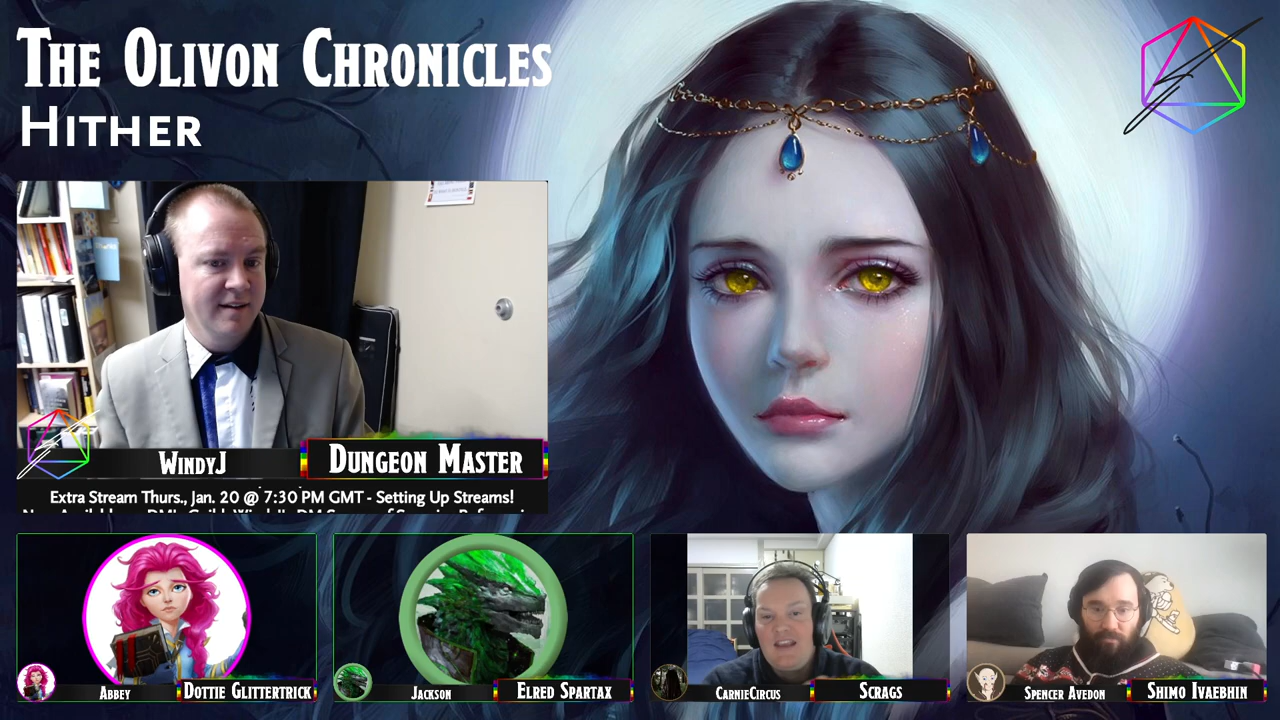 The Olivon Chronicles
Hither
WindyJ
Dungeon Master
Extra Stream Thurs., Jan. 20 @ 7:30 PM GMT - Setting Up Streams!
Abbey
Dottie Glittertrick
Jackson
Elred Spartax
CarnieCircus
Scrags
Spencer Avedon
Shimo Ivaebhin